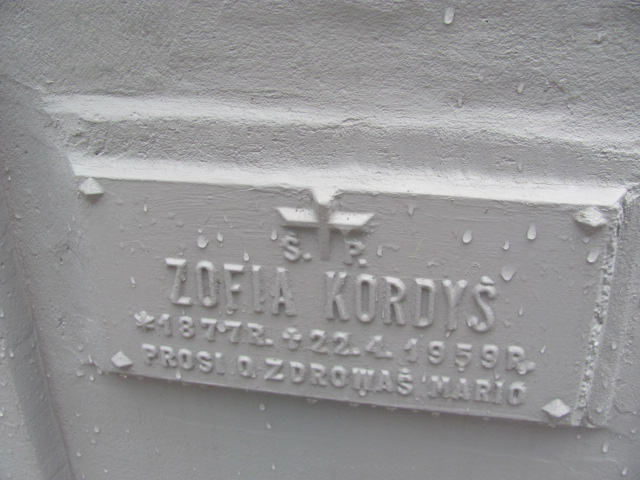 Ś. P.
ZOFIA KORDYŚ
*1877R. ✝22.4.1959R.
PROSI O ZDROWAŚ MARIO